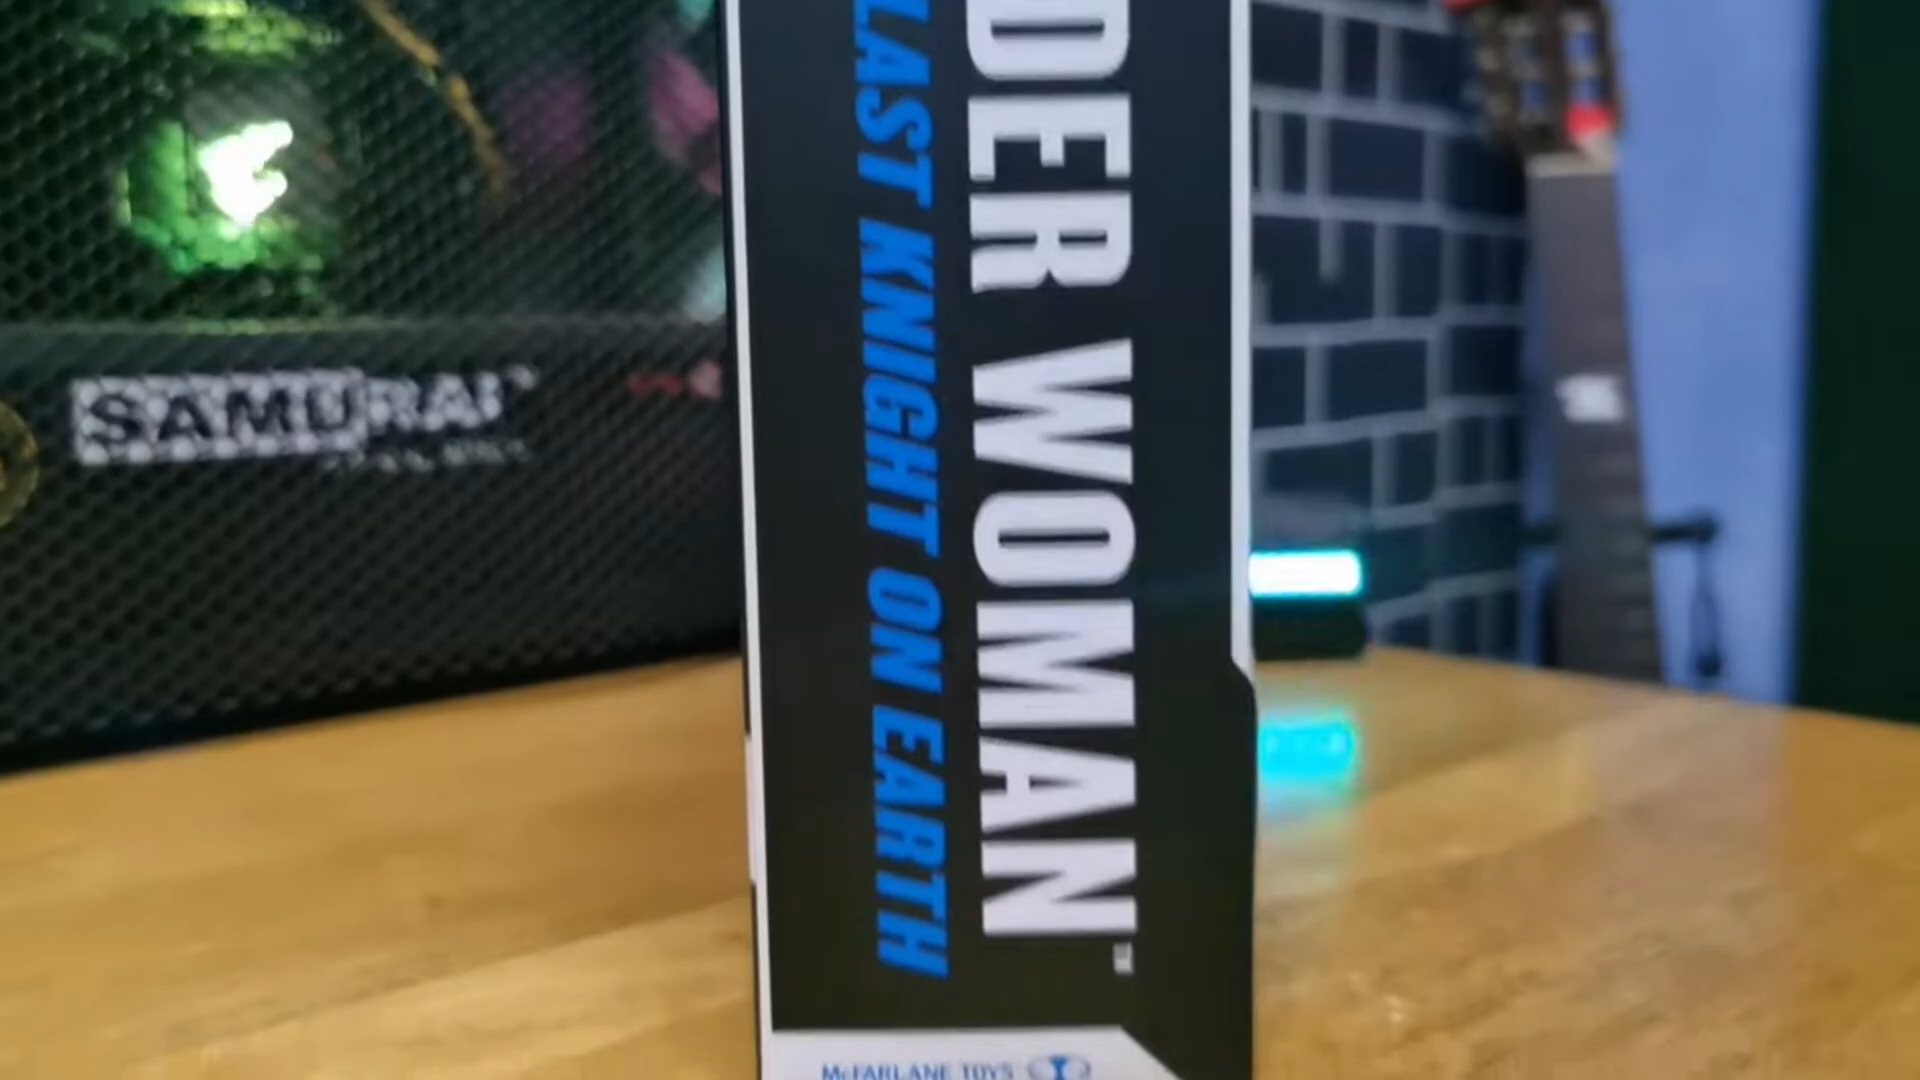 DER WOMAN™
LAST KNIGHT ON EARTH
McFARLANE TOYS
SAMURAI